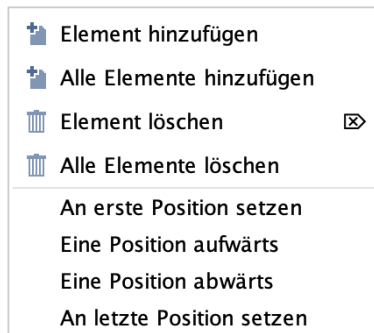 Element hinzufügen
Alle Elemente hinzufügen
Element löschen
Alle Elemente löschen
An erste Position setzen
Eine Position aufwärts
Eine Position abwärts
An letzte Position setzen